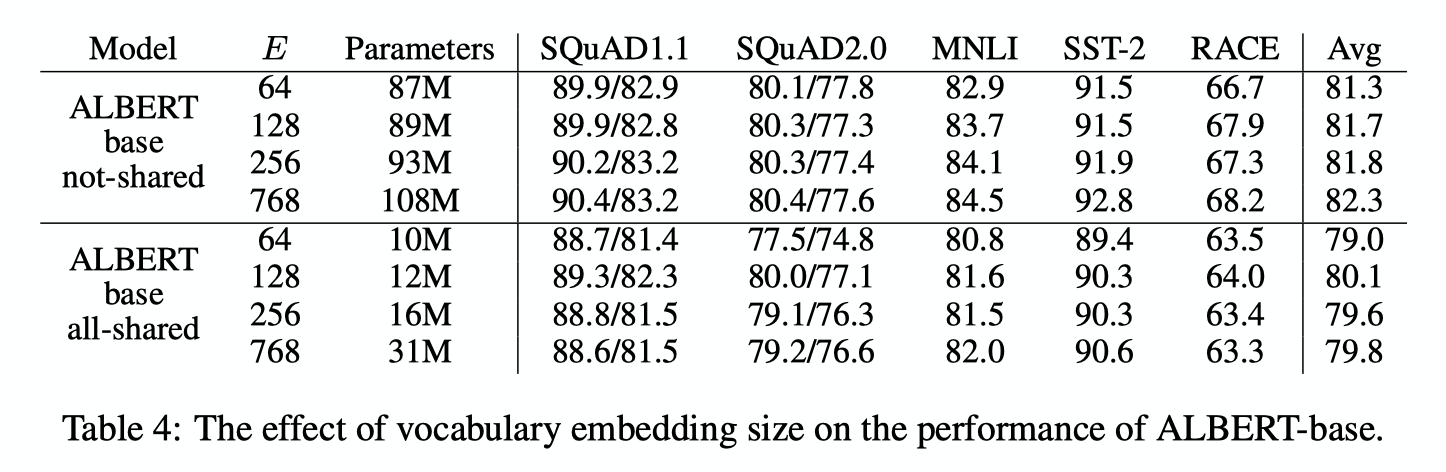 Model E Parameters SQuAD1.1 SQuAD2.0 MNLI SST-2 RACE Avg
ALBERT base not-shared
64 87M 89.9/82.9 80.1/77.8 82.9 91.5 66.7 81.3
128 89M 89.9/82.8 80.3/77.3 83.7 91.5 67.9 81.7
256 93M 90.2/83.2 80.3/77.4 84.1 91.9 67.3 81.8
768 108M 90.4/83.2 80.4/77.6 84.5 92.8 68.2 82.3
ALBERT base all-shared
64 10M 88.7/81.4 77.5/74.8 80.8 89.4 63.5 79.0
128 12M 89.3/82.3 80.0/77.1 81.6 90.3 64.0 80.1
256 16M 88.8/81.5 79.1/76.3 81.5 90.3 63.4 79.6
768 31M 88.6/81.5 79.2/76.6 82.0 90.6 63.3 79.8
Table 4: The effect of vocabulary embedding size on the performance of ALBERT-base.